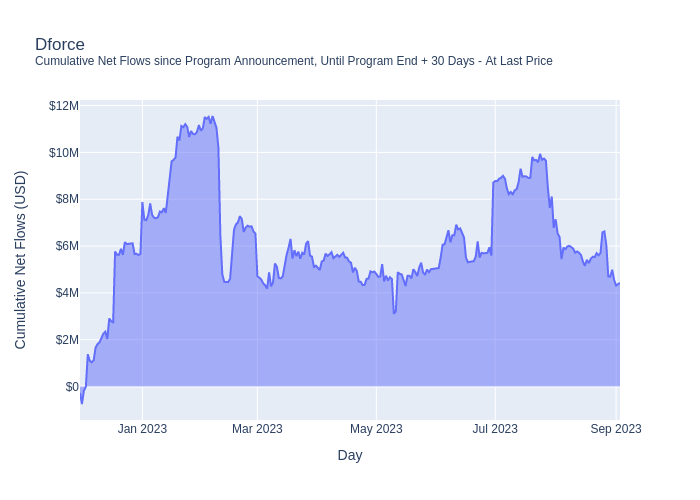 Dforce
Cumulative Net Flows since Program Announcement, Until Program End + 30 Days - At Last Price
Cumulative Net Flows (USD)
$12M
$10M
$8M
$6M
$4M
$2M
$0
Jan 2023 Mar 2023 May 2023 Jul 2023 Sep 2023
Day